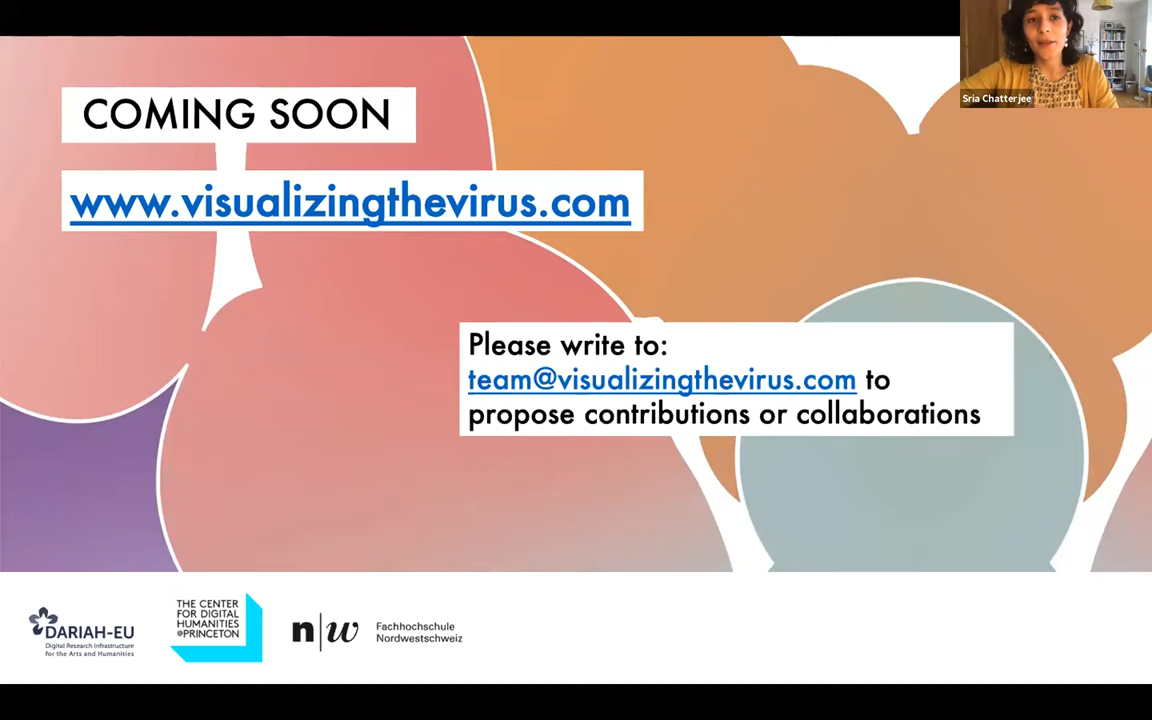 Sria Chatterjee
COMING SOON
www.visualizingthevirus.com
Please write to:
team@visualizingthevirus.com to
propose contributions or collaborations
DARIAH-EU
Digital Research Infrastructure
for the Arts and Humanities
THE CENTER
FOR DIGITAL
HUMANITIES
@PRINCETON
n|w
Fachhochschule
Nordwestschweiz